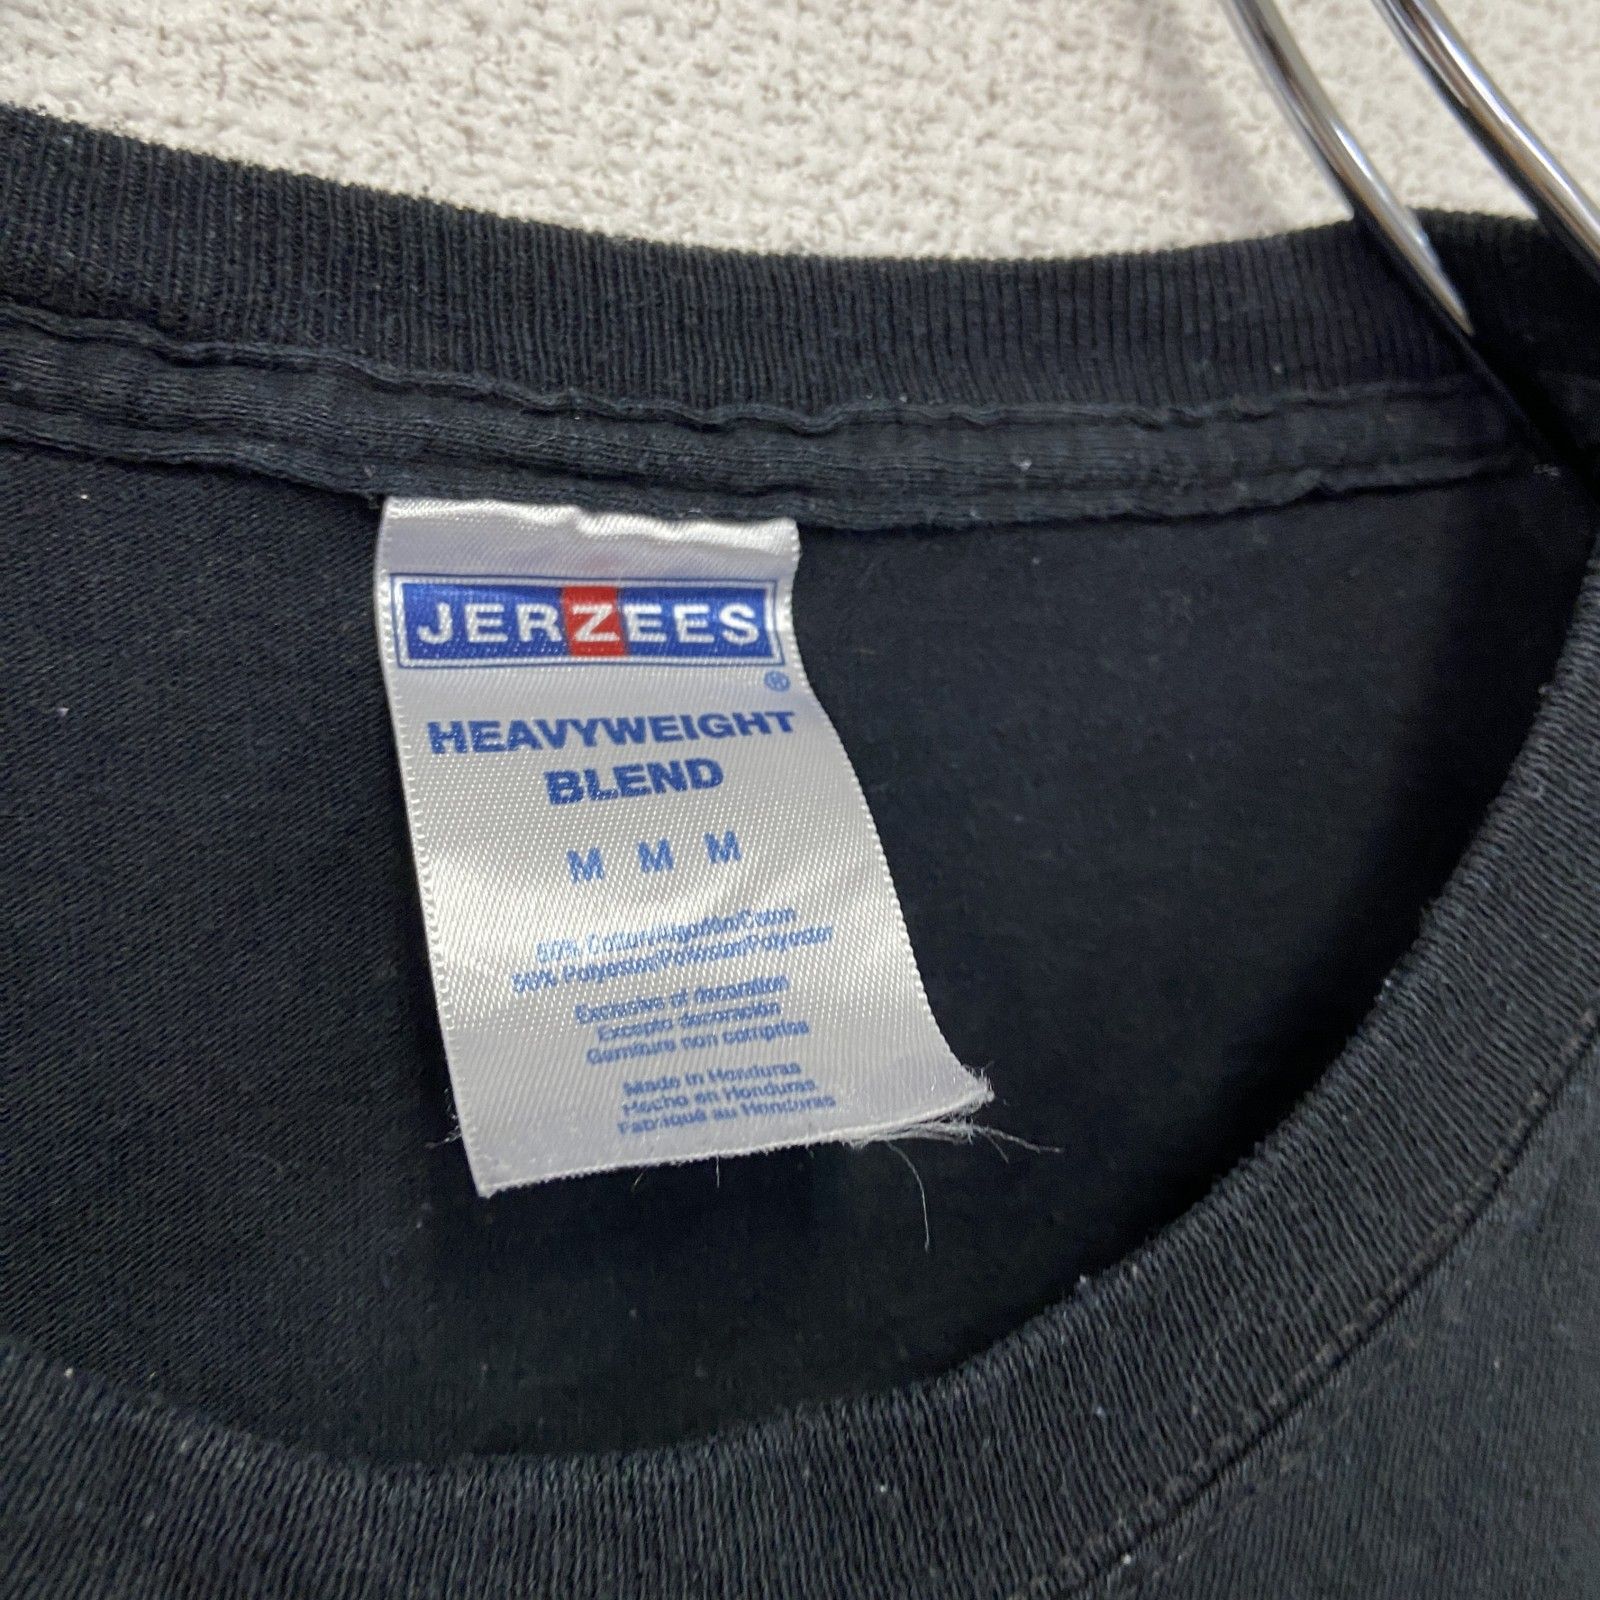 JERZEES
®
HEAVYWEIGHT
BLEND
M M M
50% Cotton/Algodón/Coton
50% Polyester/Poliester/Polyester
Exclusive of decoration
Excepto decoración
Garniture non comprise
Made in Honduras
Hecho en Honduras
Fabriqué au Honduras